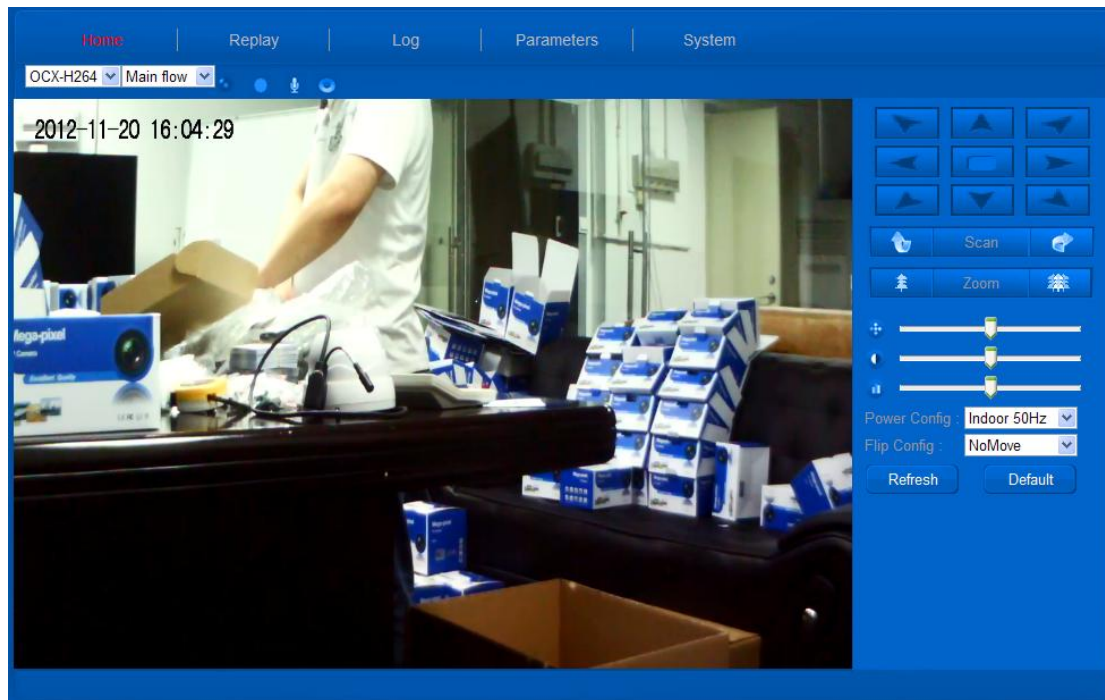 Home Replay Log Parameters System
OCX-H264 Main flow
2012-11-20 16:04:29
Scan
Zoom
Mega-pixel
Camera
Power Config : Indoor 50Hz
Flip Config : NoMove
Refresh Default